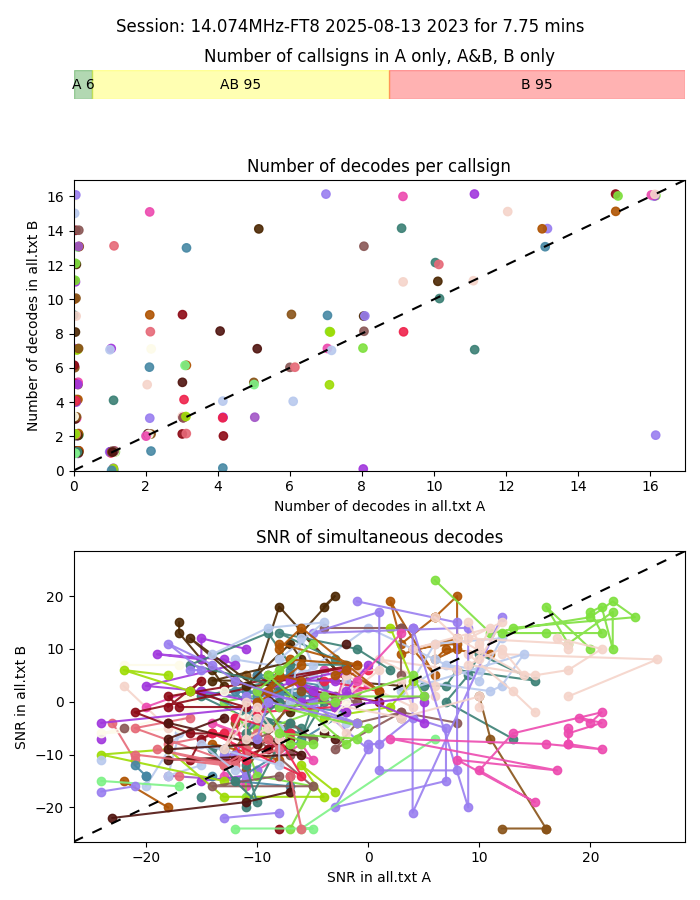 Session: 14.074MHz-FT8 2025-08-13 2023 for 7.75 mins
Number of callsigns in A only, A&B, B only
A 6 AB 95 B 95
Number of decodes per callsign
16
14
12
10
8
6
4
2
0
Number of decodes in all.txt B
0 2 4 6 8 10 12 14 16
Number of decodes in all.txt A
SNR of simultaneous decodes
20
10
0
−10
−20
SNR in all.txt B
−20 −10 0 10 20
SNR in all.txt A